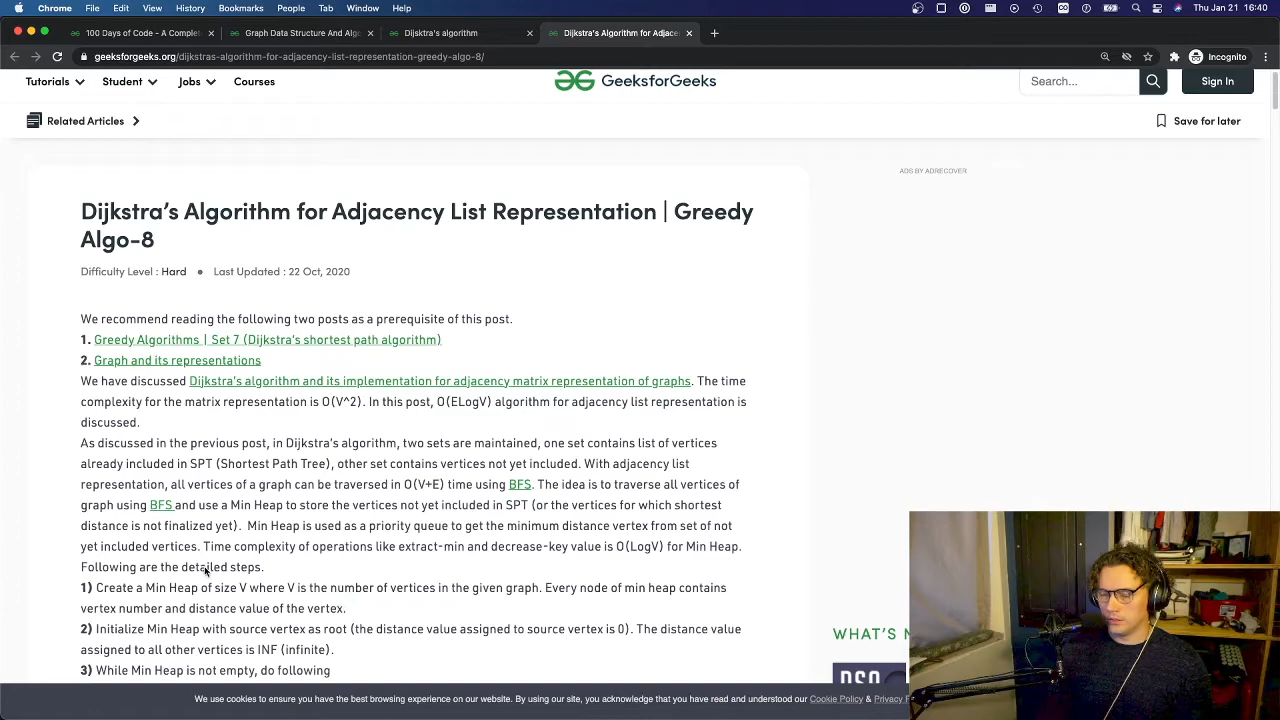 Chrome File Edit View History Bookmarks Profiles Tab Window Help
Thu Jan 21 16:40
100 Days of Code - A Complet
Graph Data Structure And Algo
Dijsktra's algorithm
Dijkstra's Algorithm for Adjace
geeksforgeeks.org/dijkstras-algorithm-for-adjacency-list-representation-greedy-algo-8/
Incognito
Tutorials Student Jobs Courses
GeeksforGeeks
Search...
Sign In
Related Articles
Save for later
ADS BY ADRECOVER
Dijkstra's Algorithm for Adjacency List Representation | Greedy
Algo-8
Difficulty Level : Hard ● Last Updated : 22 Oct, 2020
We recommend reading the following two posts as a prerequisite of this post.
1. Greedy Algorithms | Set 7 (Dijkstra's shortest path algorithm)
2. Graph and its representations
We have discussed Dijkstra's algorithm and its implementation for adjacency matrix representation of graphs. The time
complexity for the matrix representation is O(V^2). In this post, O(ELogV) algorithm for adjacency list representation is
discussed.
As discussed in the previous post, in Dijkstra's algorithm, two sets are maintained, one set contains list of vertices
already included in SPT (Shortest Path Tree), other set contains vertices not yet included. With adjacency list
representation, all vertices of a graph can be traversed in O(V+E) time using BFS. The idea is to traverse all vertices of
graph using BFS and use a Min Heap to store the vertices not yet included in SPT (or the vertices for which shortest
distance is not finalized yet). Min Heap is used as a priority queue to get the minimum distance vertex from set of not
yet included vertices. Time complexity of operations like extract-min and decrease-key value is O(LogV) for Min Heap.
Following are the detailed steps.
1) Create a Min Heap of size V where V is the number of vertices in the given graph. Every node of min heap contains
vertex number and distance value of the vertex.
2) Initialize Min Heap with source vertex as root (the distance value assigned to source vertex is 0). The distance value
assigned to all other vertices is INF (infinite).
3) While Min Heap is not empty, do following
WHAT'S N
DSA
We use cookies to ensure you have the best browsing experience on our website. By using our site, you acknowledge that you have read and understood our Cookie Policy & Privacy P